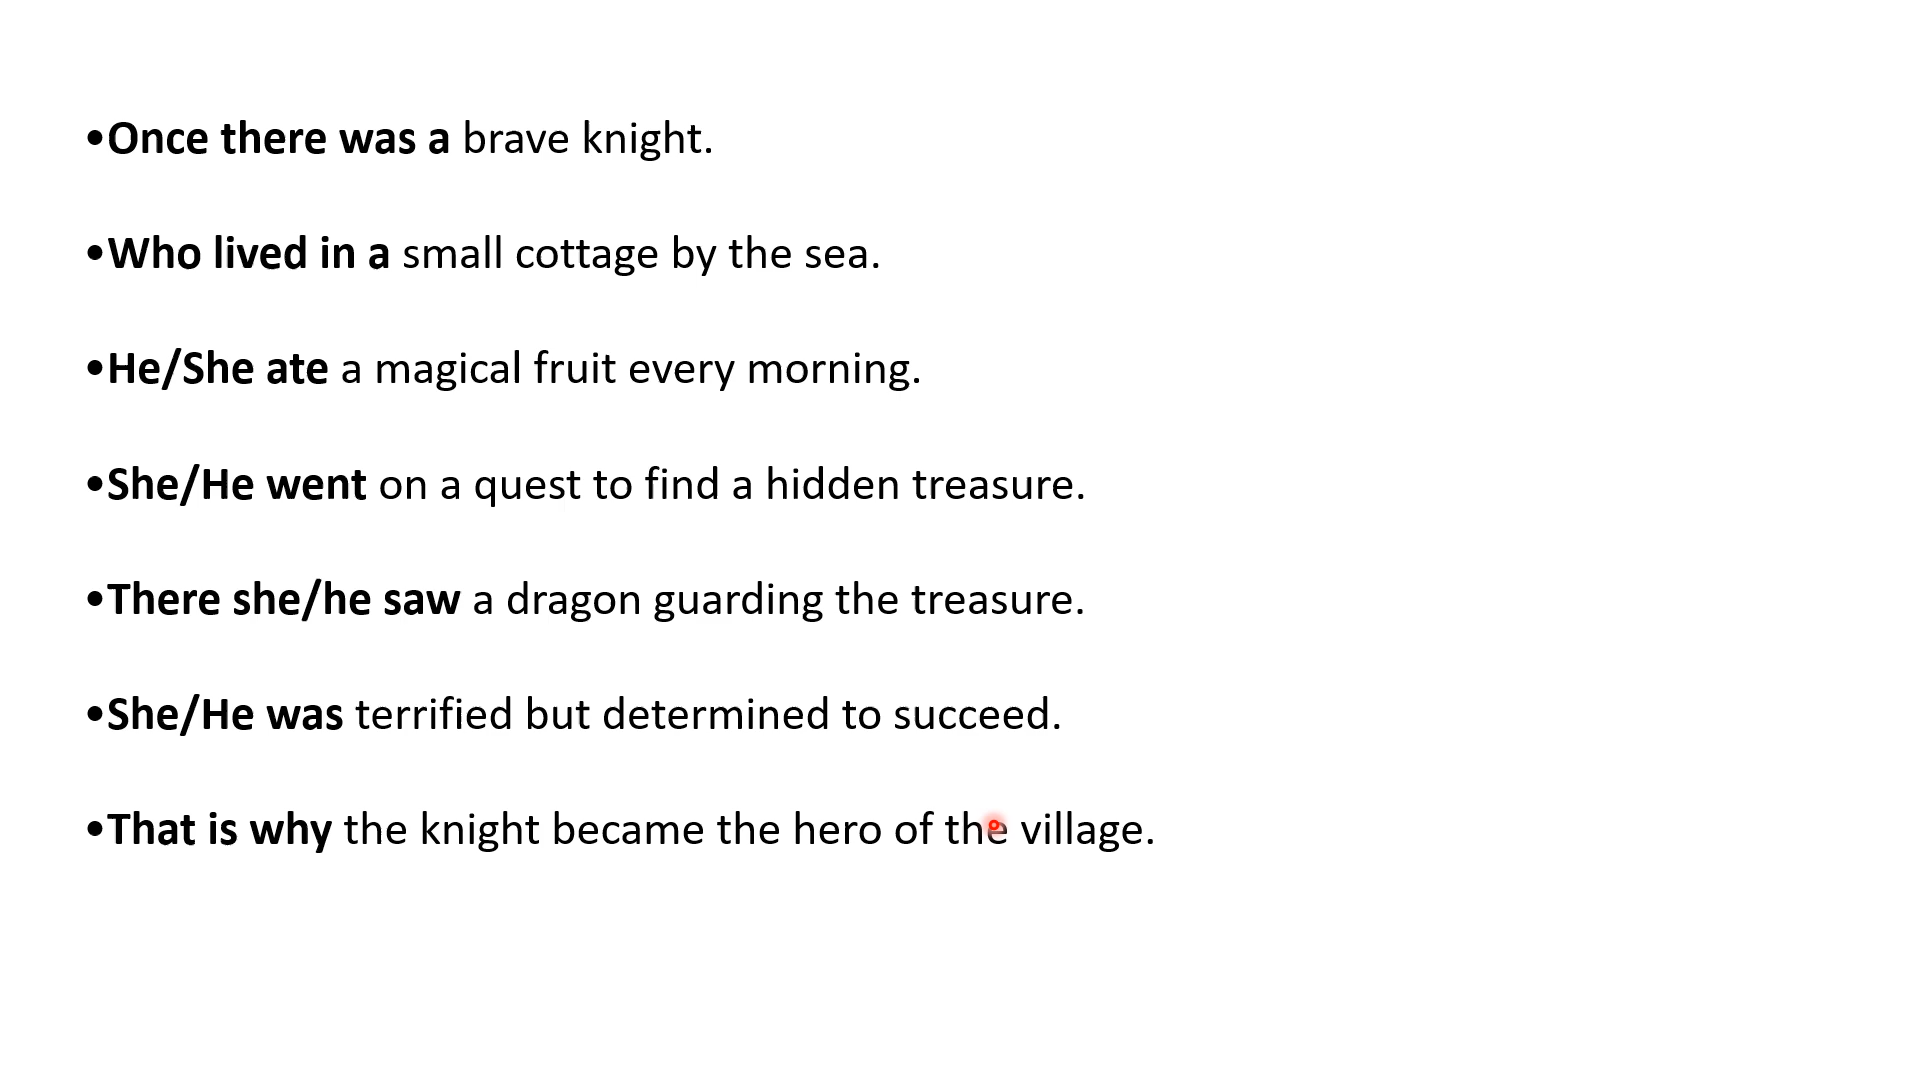 •Once there was a brave knight.
•Who lived in a small cottage by the sea.
•He/She ate a magical fruit every morning.
•She/He went on a quest to find a hidden treasure.
•There she/he saw a dragon guarding the treasure.
•She/He was terrified but determined to succeed.
•That is why the knight became the hero of the village.